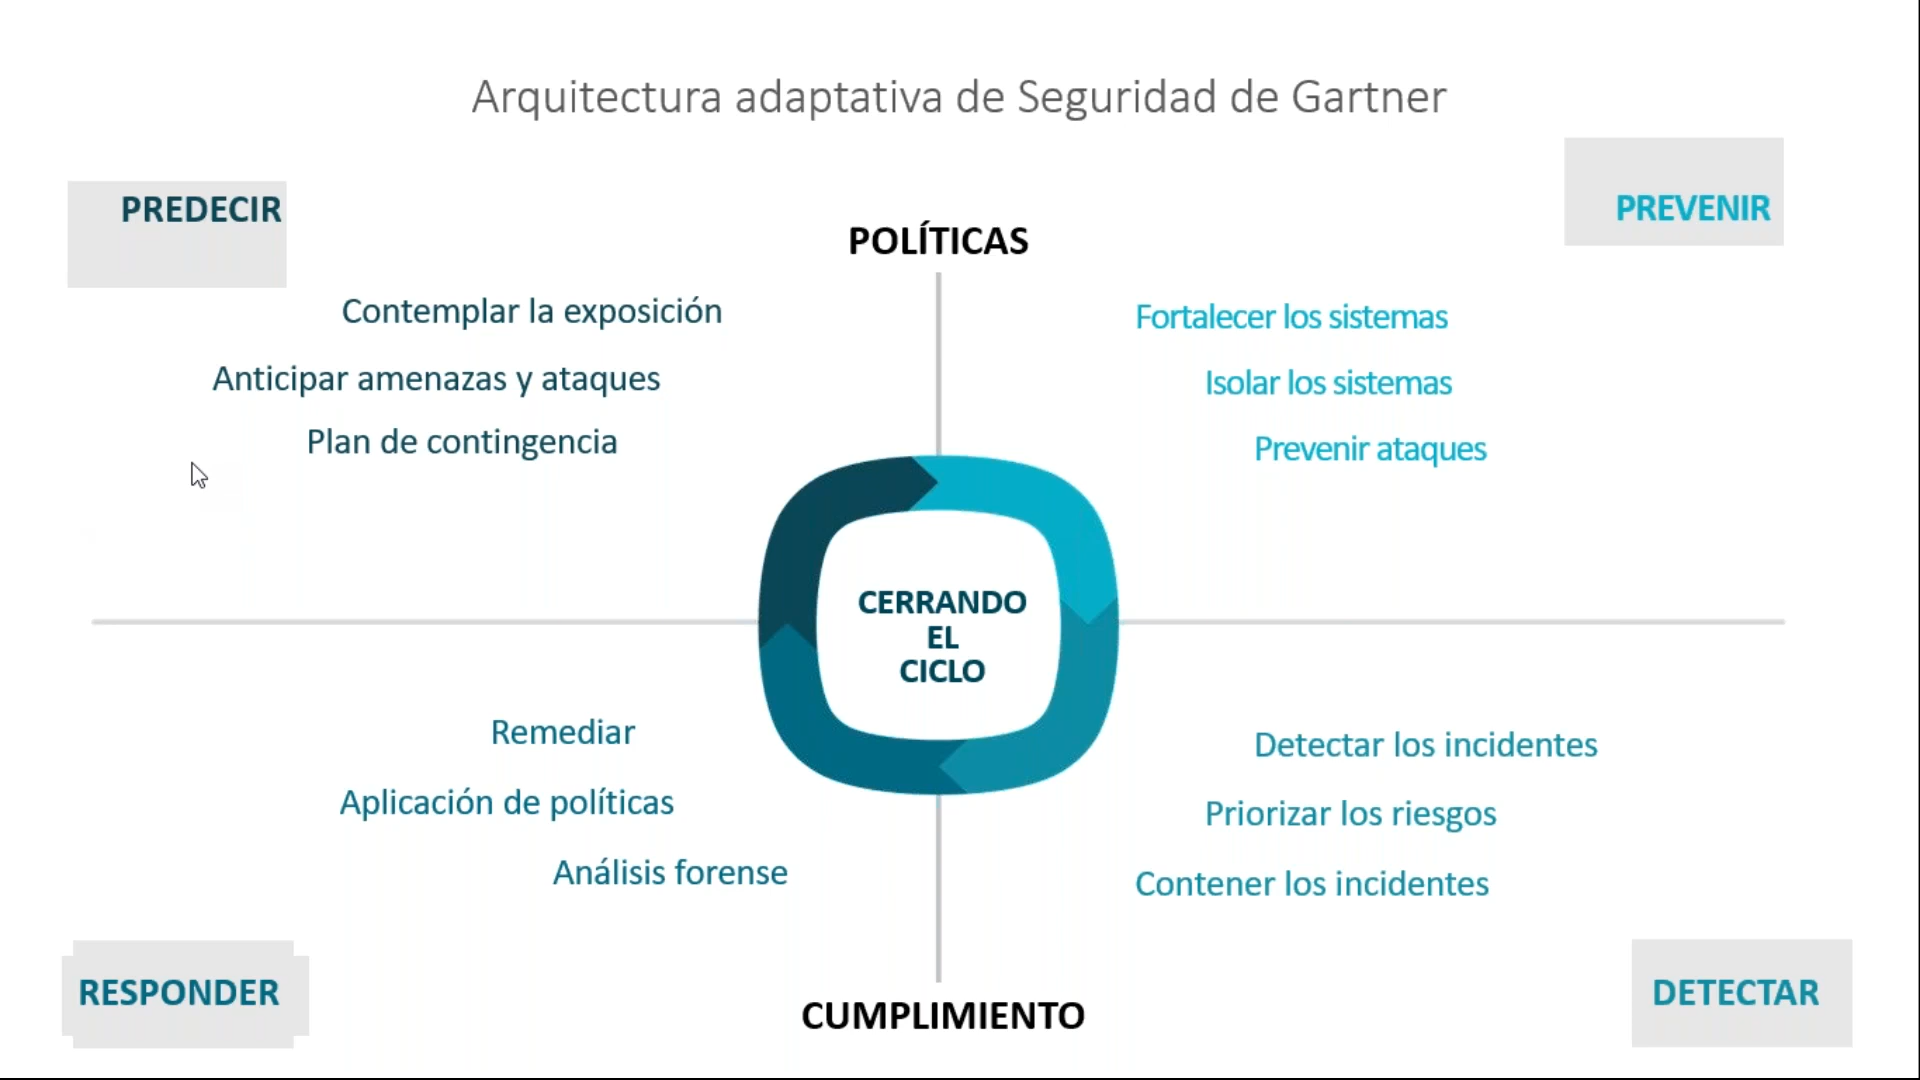 Arquitectura adaptativa de Seguridad de Gartner
PREDECIR
PREVENIR
POLÍTICAS
Contemplar la exposición
Anticipar amenazas y ataques
Plan de contingencia
Fortalecer los sistemas
Isolar los sistemas
Prevenir ataques
CERRANDO
EL
CICLO
Remediar
Aplicación de políticas
Análisis forense
Detectar los incidentes
Priorizar los riesgos
Contener los incidentes
RESPONDER
CUMPLIMIENTO
DETECTAR